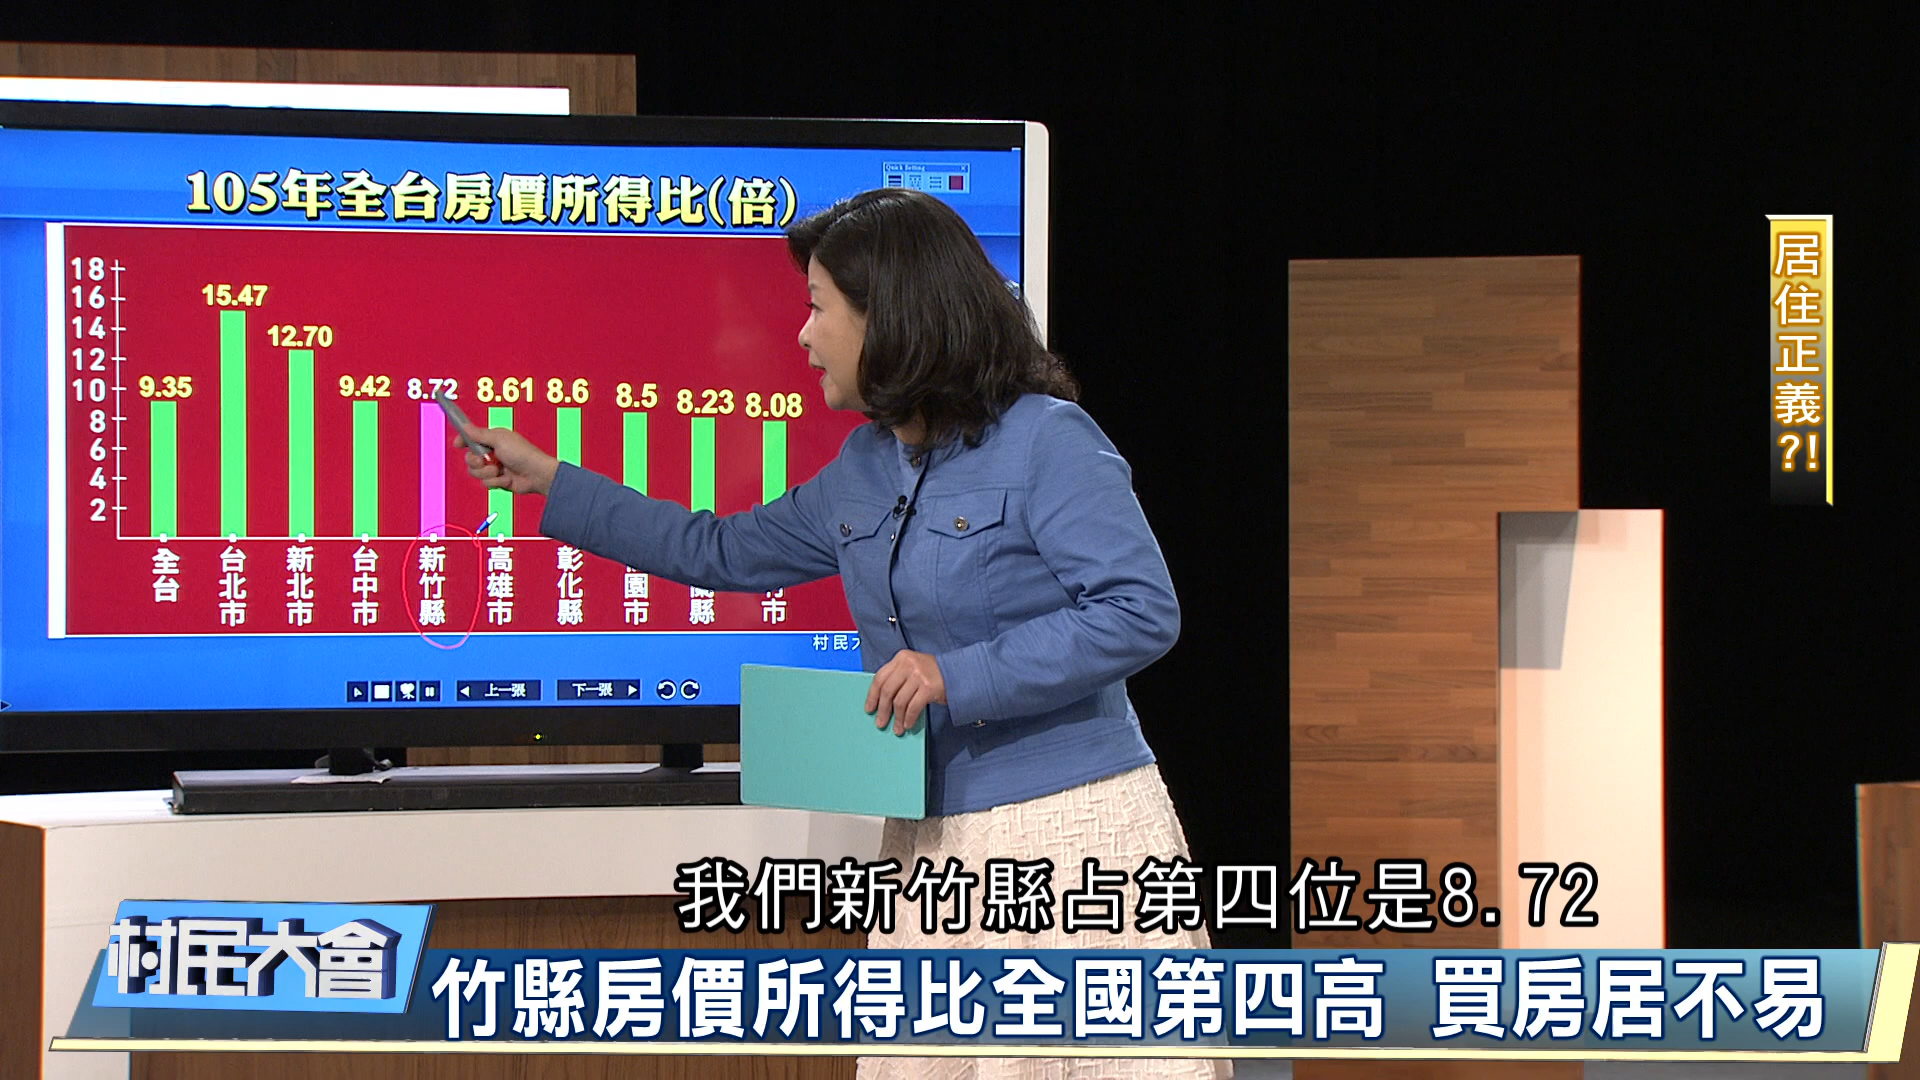 105年全台房價所得比(倍)
Quick Setting
18
16
14
12
10
8
6
4
2
9.35
15.47
12.70
9.42
8.72
8.61
8.6
8.5
8.23
8.08
全台
台北市
新北市
台中市
新竹縣
高雄市
彰化縣
園市
縣
竹市
村民
上一張
下一張
居住正義?!
我們新竹縣占第四位是8.72
村民大會
竹縣房價所得比全國第四高 買房居不易